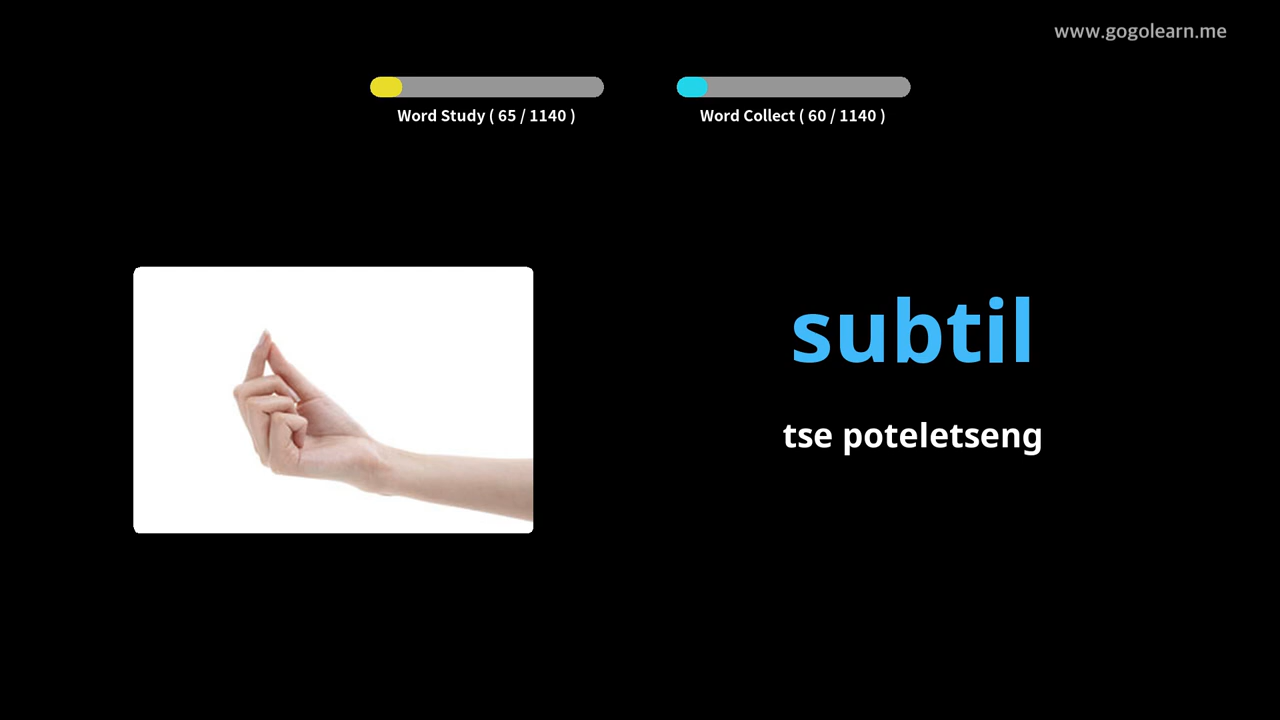 www.gogolearn.me
Word Study ( 65 / 1140 )
Word Collect ( 60 / 1140 )
subtil
tse poteletseng